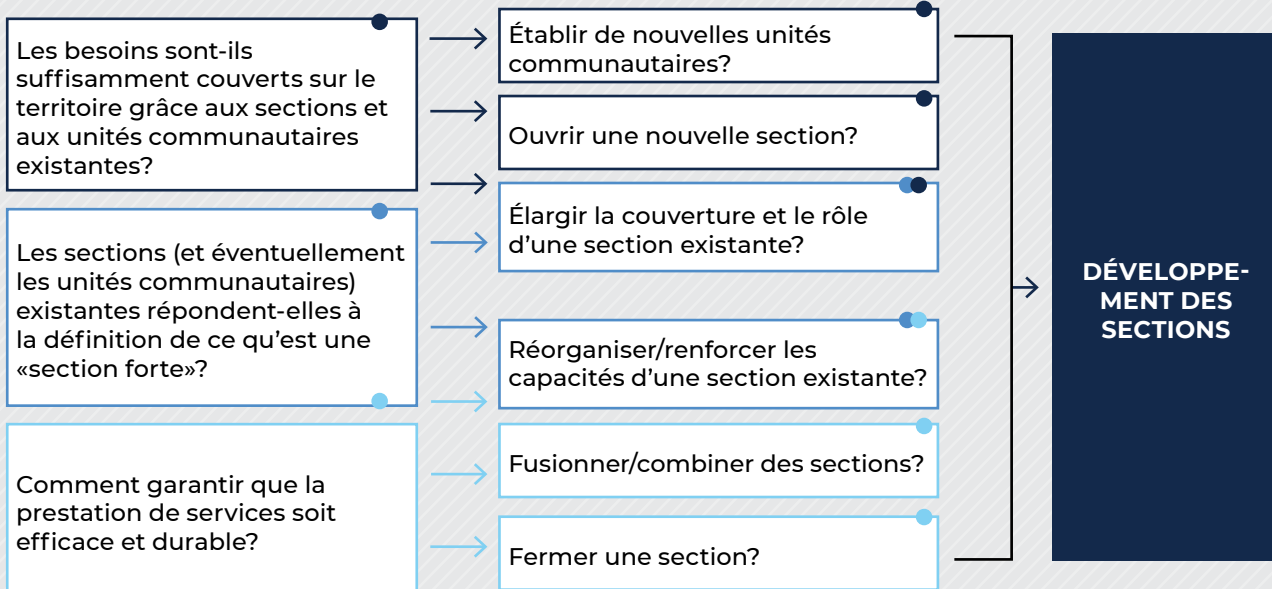 Les besoins sont-ils
suffisamment couverts sur le
territoire grâce aux sections et
aux unités communautaires
existantes?
Les sections (et éventuellement
les unités communautaires)
existantes répondent-elles à
la définition de ce qu’est une
«section forte»?
Comment garantir que la
prestation de services soit
efficace et durable?
Établir de nouvelles unités
communautaires?
Ouvrir une nouvelle section?
Élargir la couverture et le rôle
d’une section existante?
Réorganiser/renforcer les
capacités d’une section existante?
Fusionner/combiner des sections?
Fermer une section?
DÉVELOPPE-
MENT DES
SECTIONS